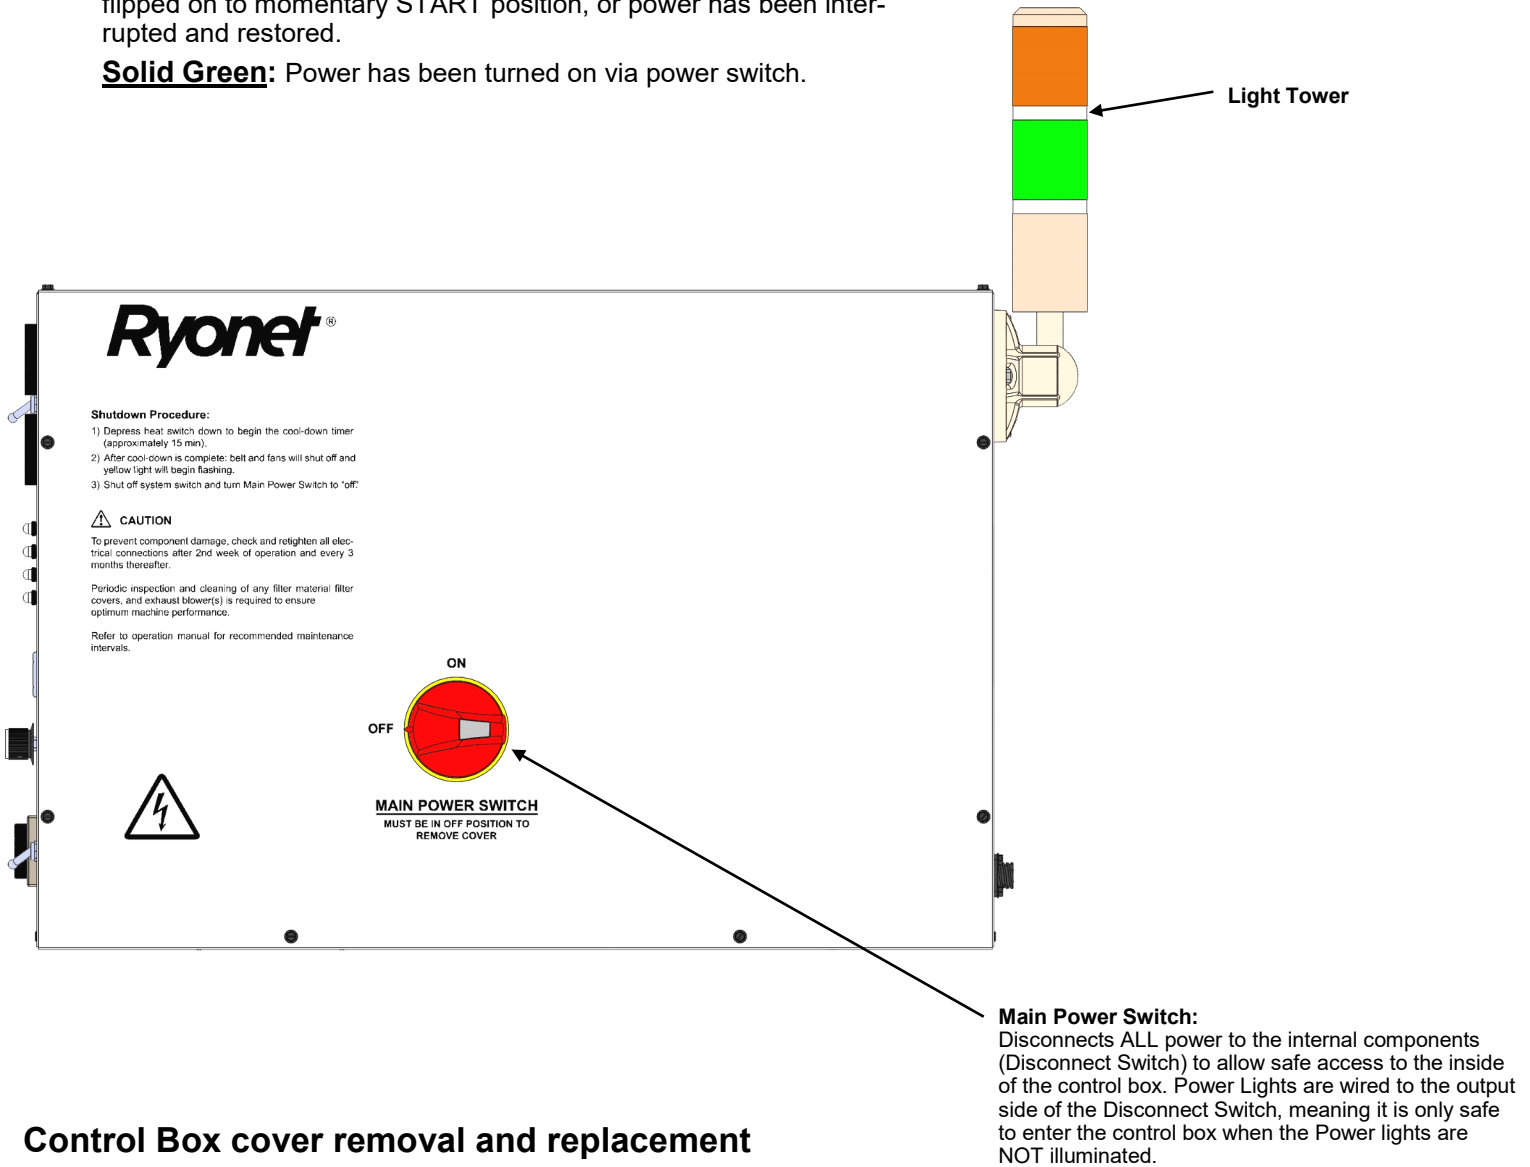 flipped on to momentary START position, or power has been inter-
rupted and restored.
Solid Green: Power has been turned on via power switch.
Light Tower
Ryonet®
Shutdown Procedure:
1) Depress heat switch down to begin the cool-down timer
(approximately 15 min).
2) After cool-down is complete: belt and fans will shut off and
yellow light will begin flashing.
3) Shut off system switch and turn Main Power Switch to "off."
CAUTION
To prevent component damage, check and retighten all elec-
trical connections after 2nd week of operation and every 3
months thereafter.
Periodic inspection and cleaning of any filter material filter
covers, and exhaust blower(s) is required to ensure
optimum machine performance.
Refer to operation manual for recommended maintenance
intervals.
ON
OFF
MAIN POWER SWITCH
MUST BE IN OFF POSITION TO
REMOVE COVER
Main Power Switch:
Disconnects ALL power to the internal components
(Disconnect Switch) to allow safe access to the inside
of the control box. Power Lights are wired to the output
side of the Disconnect Switch, meaning it is only safe
to enter the control box when the Power lights are
NOT illuminated.
Control Box cover removal and replacement